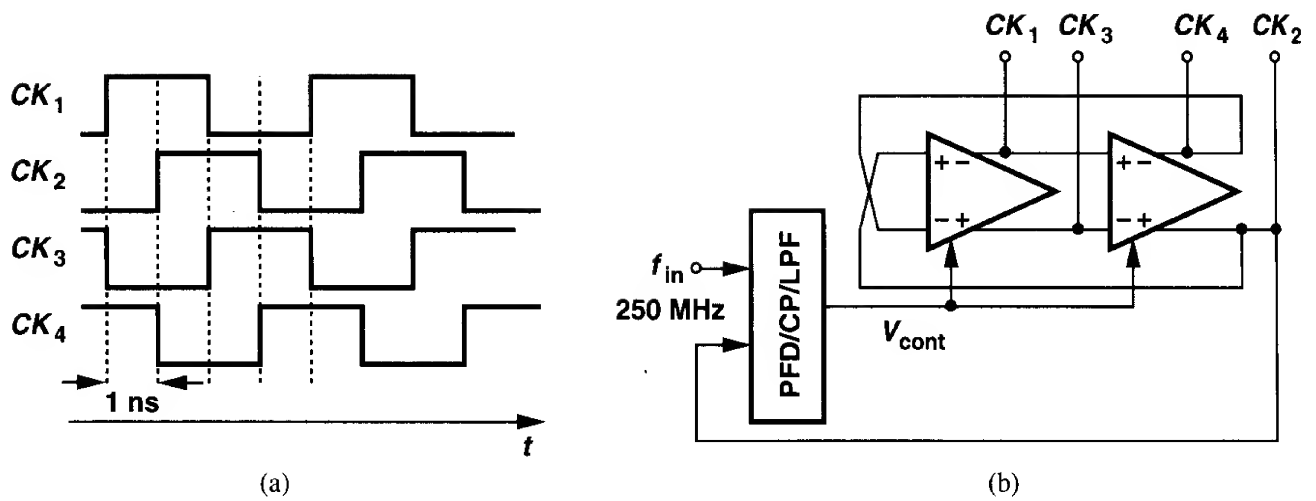 CK1
CK2
CK3
CK4
1 ns
t
(a)
CK1 CK3 CK4 CK2
+ −
− +
+ −
− +
fin
250 MHz
PFD/CP/LPF
Vcont
(b)